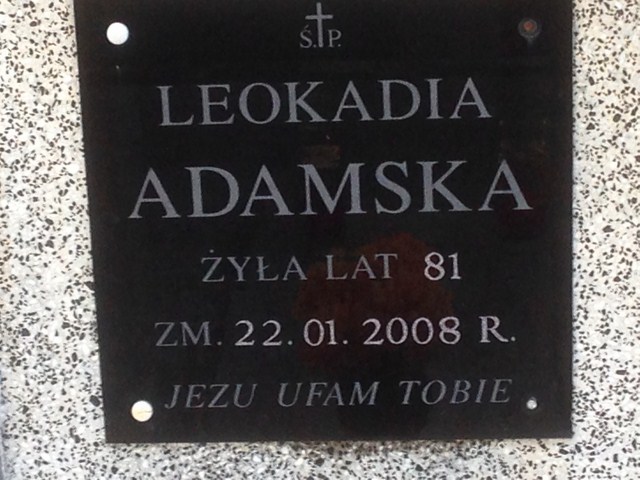 Ś.P.
LEOKADIA
ADAMSKA
ŻYŁA LAT 81
ZM. 22.01.2008 R.
JEZU UFAM TOBIE